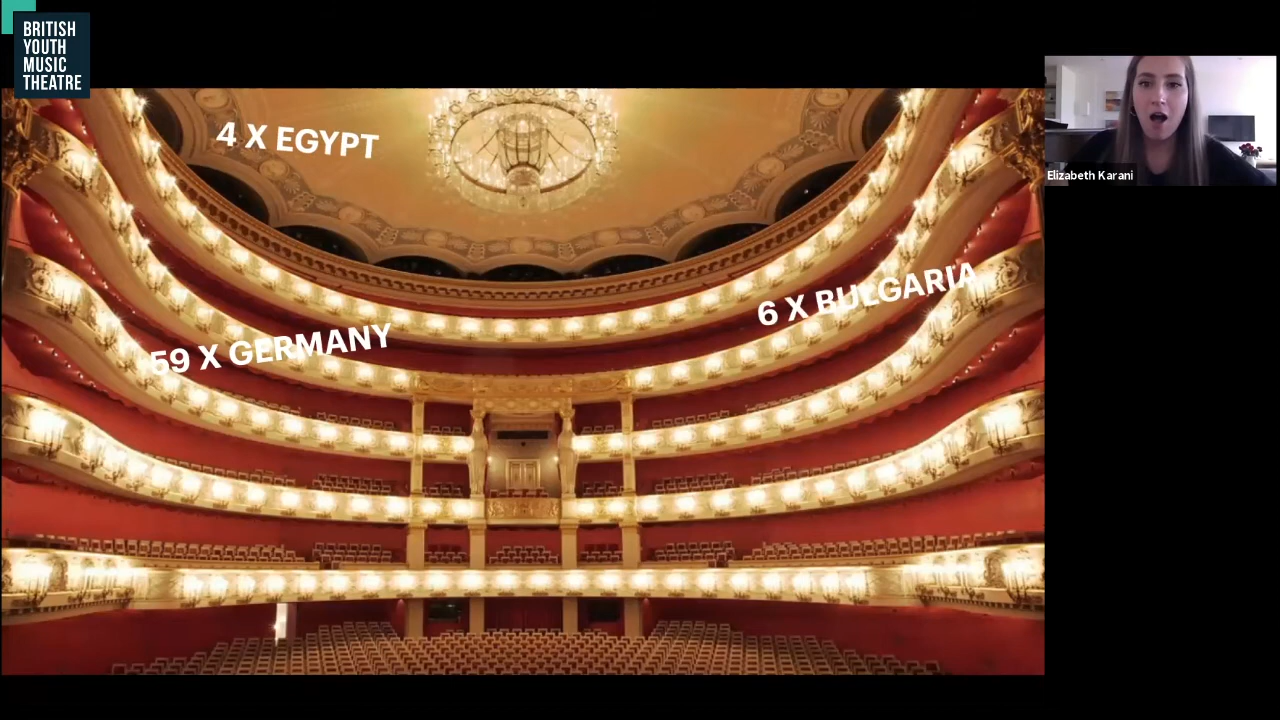 BRITISH
YOUTH
MUSIC
THEATRE
4 X EGYPT
6 X BULGARIA
59 X GERMANY
Elizabeth Karani